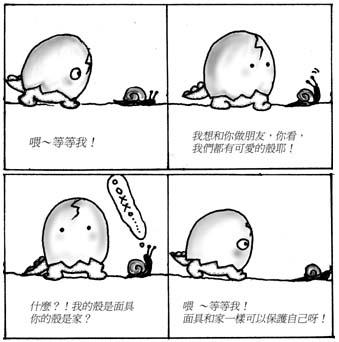 喂～等等我！
我想和你做朋友，你看，
我們都有可愛的殼耶！
ooxxo......
什麼？！我的殼是面具
你的殼是家？
喂 ～等等我！
面具和家一樣可以保護自己呀！